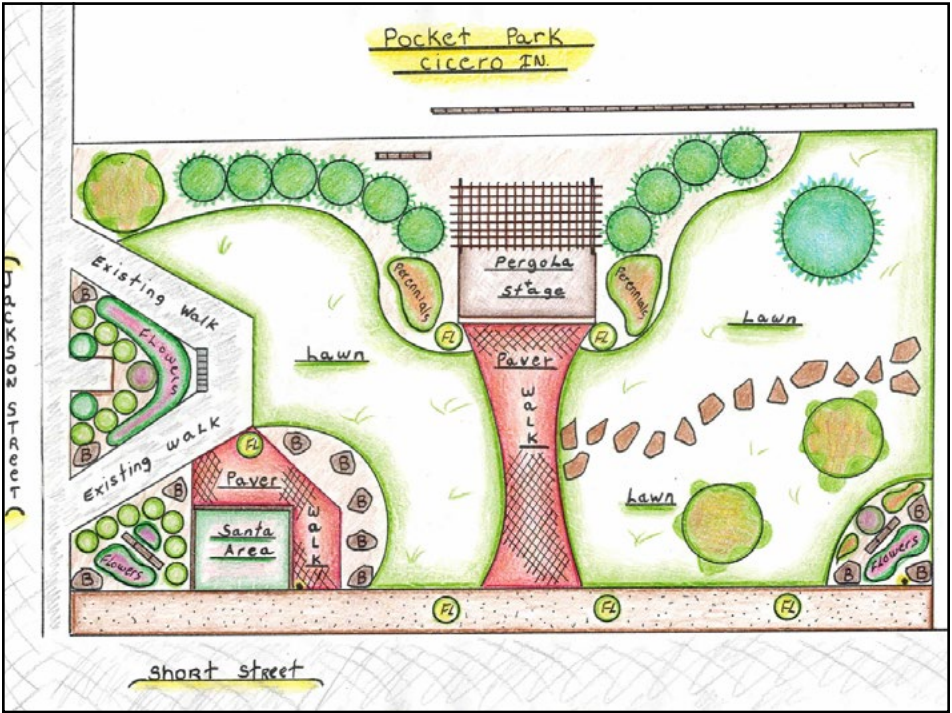 Pocket Park
Cicero IN.
Pergola
+
Stage
Perennials
Perennials
Existing Walk
Flowers
B
B
JACKSON STREET
Lawn
FL
FL
Paver
WALK
Lawn
Existing Walk
FL
B
B
B
B
B
B
Paver
WALK
Santa
Area
Flowers
B
B
Lawn
B
B
B
B
Flowers
FL
FL
FL
Short Street